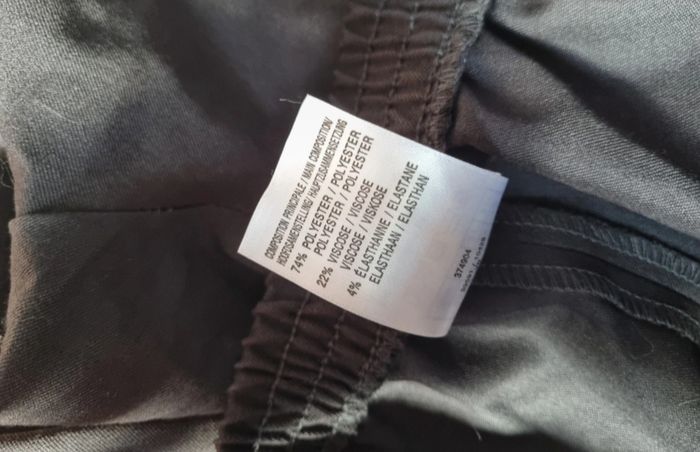 COMPOSITION PRINCIPALE / MAIN COMPOSITION/
HOOFDSAMENSTELLING/ HAUPTZUSAMMENSETZUNG
74% POLYESTER / POLYESTER
POLYESTER / POLYESTER
22% VISCOSE / VISCOSE
VISCOSE / VISKOSE
4% ÉLASTHANNE / ELASTANE
ELASTHAAN / ELASTHAN
374904